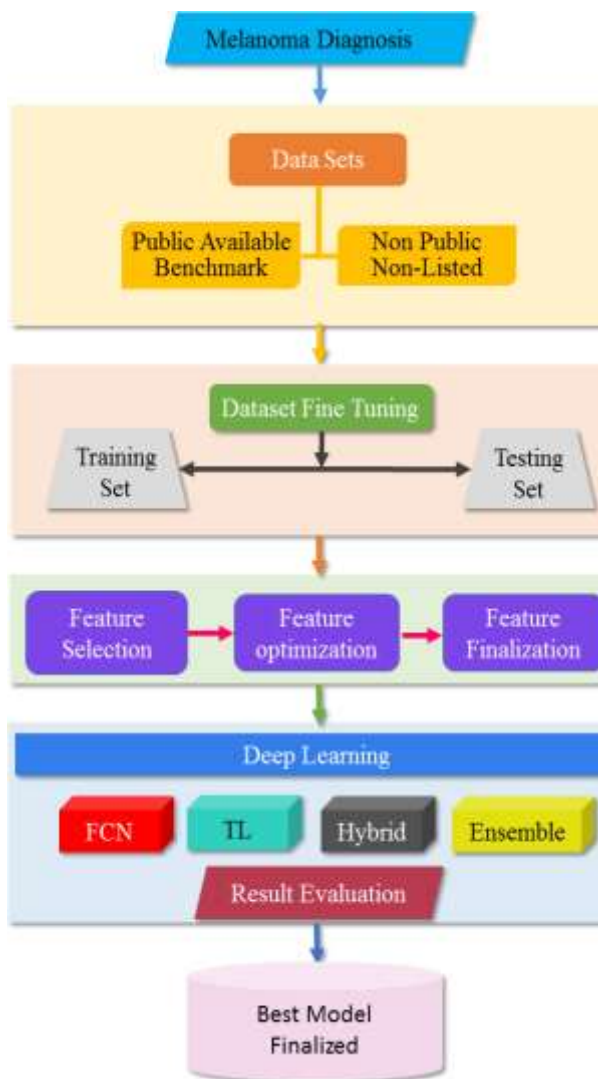 Melanoma Diagnosis
Data Sets
Public Available
Benchmark
Non Public
Non-Listed
Dataset Fine Tuning
Training
Set
Testing
Set
Feature
Selection
Feature
optimization
Feature
Finalization
Deep Learning
FCN
TL
Hybrid
Ensemble
Result Evaluation
Best Model
Finalized